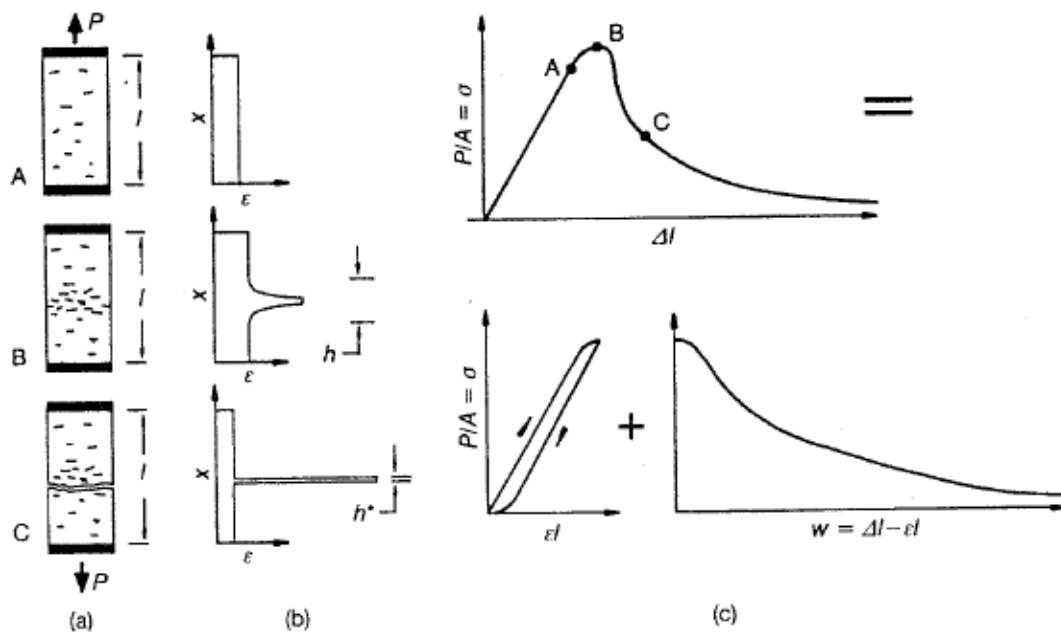 P
l
A
x
ε
l
B
x
ε
h
l
C
x
ε
h*
P
(a)
(b)
P/A = σ
A
B
C
=
Δl
P/A = σ
εl
+
w = Δl−εl
(c)